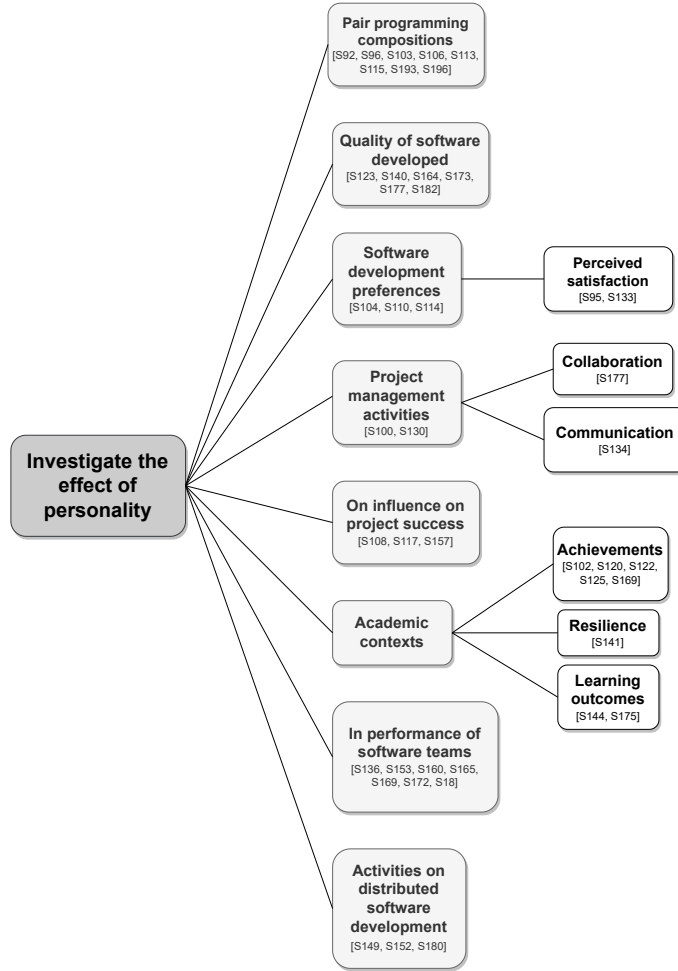 Pair programming
compositions
[S92, S96, S103, S106, S113,
S115, S193, S196]
Quality of software
developed
[S123, S140, S164, S173,
S177, S182]
Software
development
preferences
[S104, S110, S114]
Perceived
satisfaction
[S95, S133]
Project
management
activities
[S100, S130]
Collaboration
[S177]
Communication
[S134]
Investigate the
effect of
personality
On influence on
project success
[S108, S117, S157]
Academic
contexts
Achievements
[S102, S120, S122,
S125, S169]
Resilience
[S141]
Learning
outcomes
[S144, S175]
In performance of
software teams
[S136, S153, S160, S165,
S169, S172, S18]
Activities on
distributed
software
development
[S149, S152, S180]